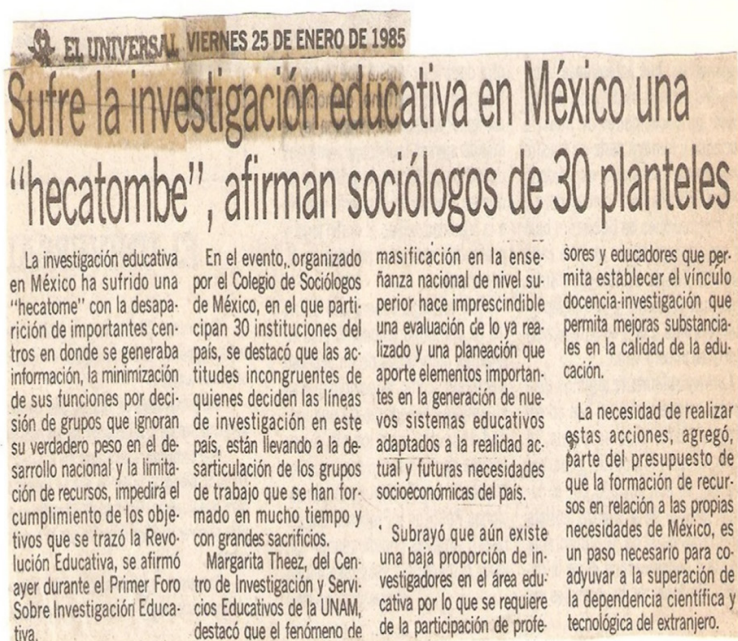 EL UNIVERSAL VIERNES 25 DE ENERO DE 1985
Sufre la investigación educativa en México una
"hecatombe", afirman sociólogos de 30 planteles
La investigación educativa
en México ha sufrido una
"hecatome" con la desapa-
rición de importantes cen-
tros en donde se generaba
información, la minimización
de sus funciones por deci-
sión de grupos que ignoran
su verdadero peso en el de-
sarrollo nacional y la limita-
ción de recursos, impedirá el
cumplimiento de los obje-
tivos que se trazó la Revo-
lución Educativa, se afirmó
ayer durante el Primer Foro
Sobre Investigación Educa-
tiva.
En el evento, organizado
por el Colegio de Sociólogos
de México, en el que parti-
cipan 30 instituciones del
país, se destacó que las ac-
titudes incongruentes de
quienes deciden las líneas
de investigación en este
país, están llevando a la de-
sarticulación de los grupos
de trabajo que se han for-
mado en mucho tiempo y
con grandes sacrificios.
Margarita Theez, del Cen-
tro de Investigación y Servi-
cios Educativos de la UNAM,
destacó que el fenómeno de
masificación en la ense-
ñanza nacional de nivel su-
perior hace imprescindible
una evaluación de lo ya rea-
lizado y una planeación que
aporte elementos importan-
tes en la generación de nue-
vos sistemas educativos
adaptados a la realidad ac-
tual y futuras necesidades
socioeconómicas del país.
Subrayó que aún existe
una baja proporción de in-
vestigadores en el área edu-
cativa por lo que se requiere
de la participación de profe-
sores y educadores que per-
mita establecer el vínculo
docencia-investigación que
permita mejoras substancia-
les en la calidad de la edu-
cación.
La necesidad de realizar
estas acciones, agregó,
parte del presupuesto de
que la formación de recur-
sos en relación a las propias
necesidades de México, es
un paso necesario para co-
adyuvar a la superación de
la dependencia científica y
tecnológica del extranjero.